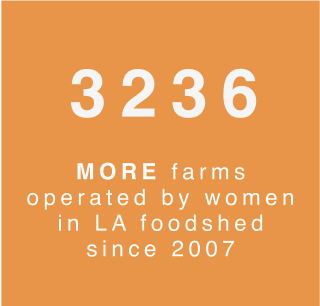 3236
MORE farms
operated by women
in LA foodshed
since 2007